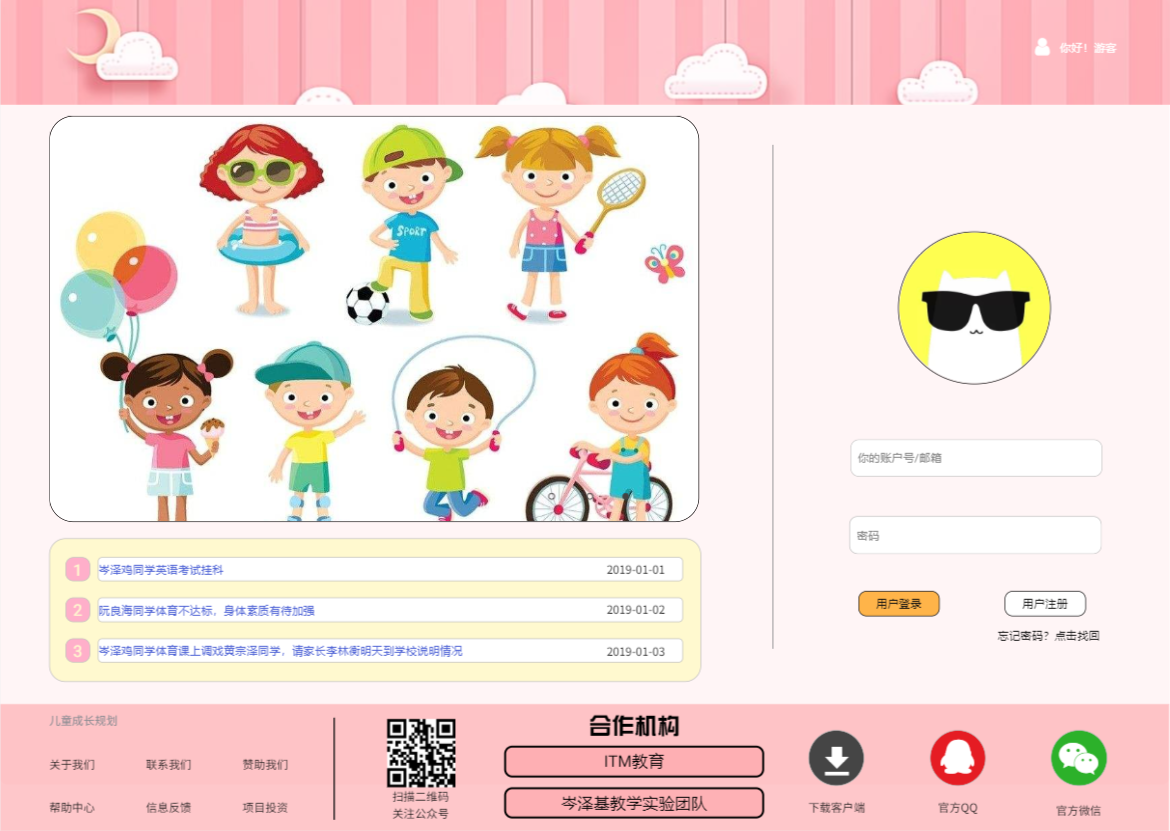 你好！游客
SPORT
你的账户号/邮箱
密码
用户登录
用户注册
忘记密码？点击找回
1 岑泽鸡同学英语考试挂科 2019-01-01
2 阮良海同学体育不达标，身体素质有待加强 2019-01-02
3 岑泽鸡同学体育课上调戏黄宗泽同学，请家长李林衡明天到学校说明情况 2019-01-03
儿童成长规划
关于我们 联系我们 赞助我们
帮助中心 信息反馈 项目投资
扫描二维码
关注公众号
合作机构
ITM教育
岑泽基教学实验团队
下载客户端
官方QQ
官方微信